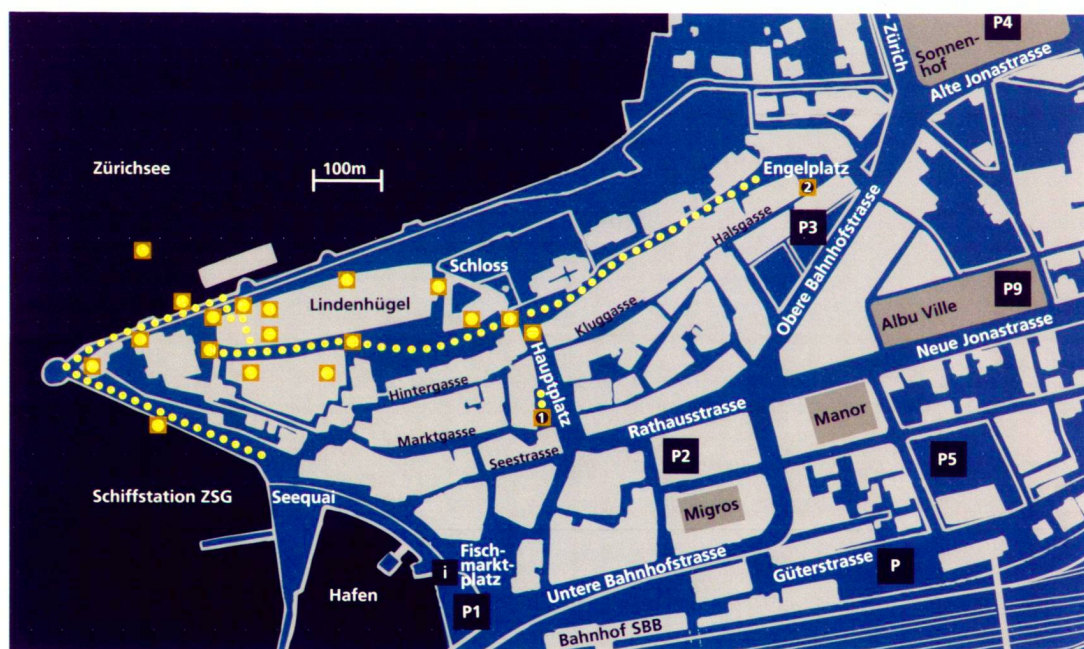 P4
Sonnen-
hof
Zürich
Alte Jonastrasse
Zürichsee
100m
Engelplatz
2
Halsgasse
P3
Schloss
Lindenhügel
Obere Bahnhofstrasse
P9
Albu Ville
Kluggasse
Neue Jonastrasse
Hauptplatz
Hintergasse
1
Rathausstrasse
Manor
Marktgasse
Seestrasse
P2
P5
Schiffstation ZSG
Seequai
Migros
Fisch-
markt-
platz
i
Untere Bahnhofstrasse
Güterstrasse
P
Hafen
P1
Bahnhof SBB